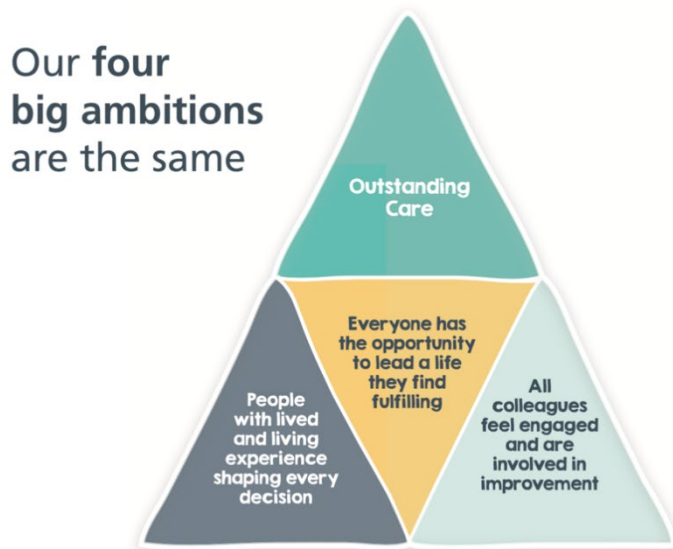 Our four
big ambitions
are the same
Outstanding
Care
Everyone has
the opportunity
to lead a life
they find
fulfilling
People
with lived
and living
experience
shaping every
decision
All
colleagues
feel engaged
and are
involved in
improvement